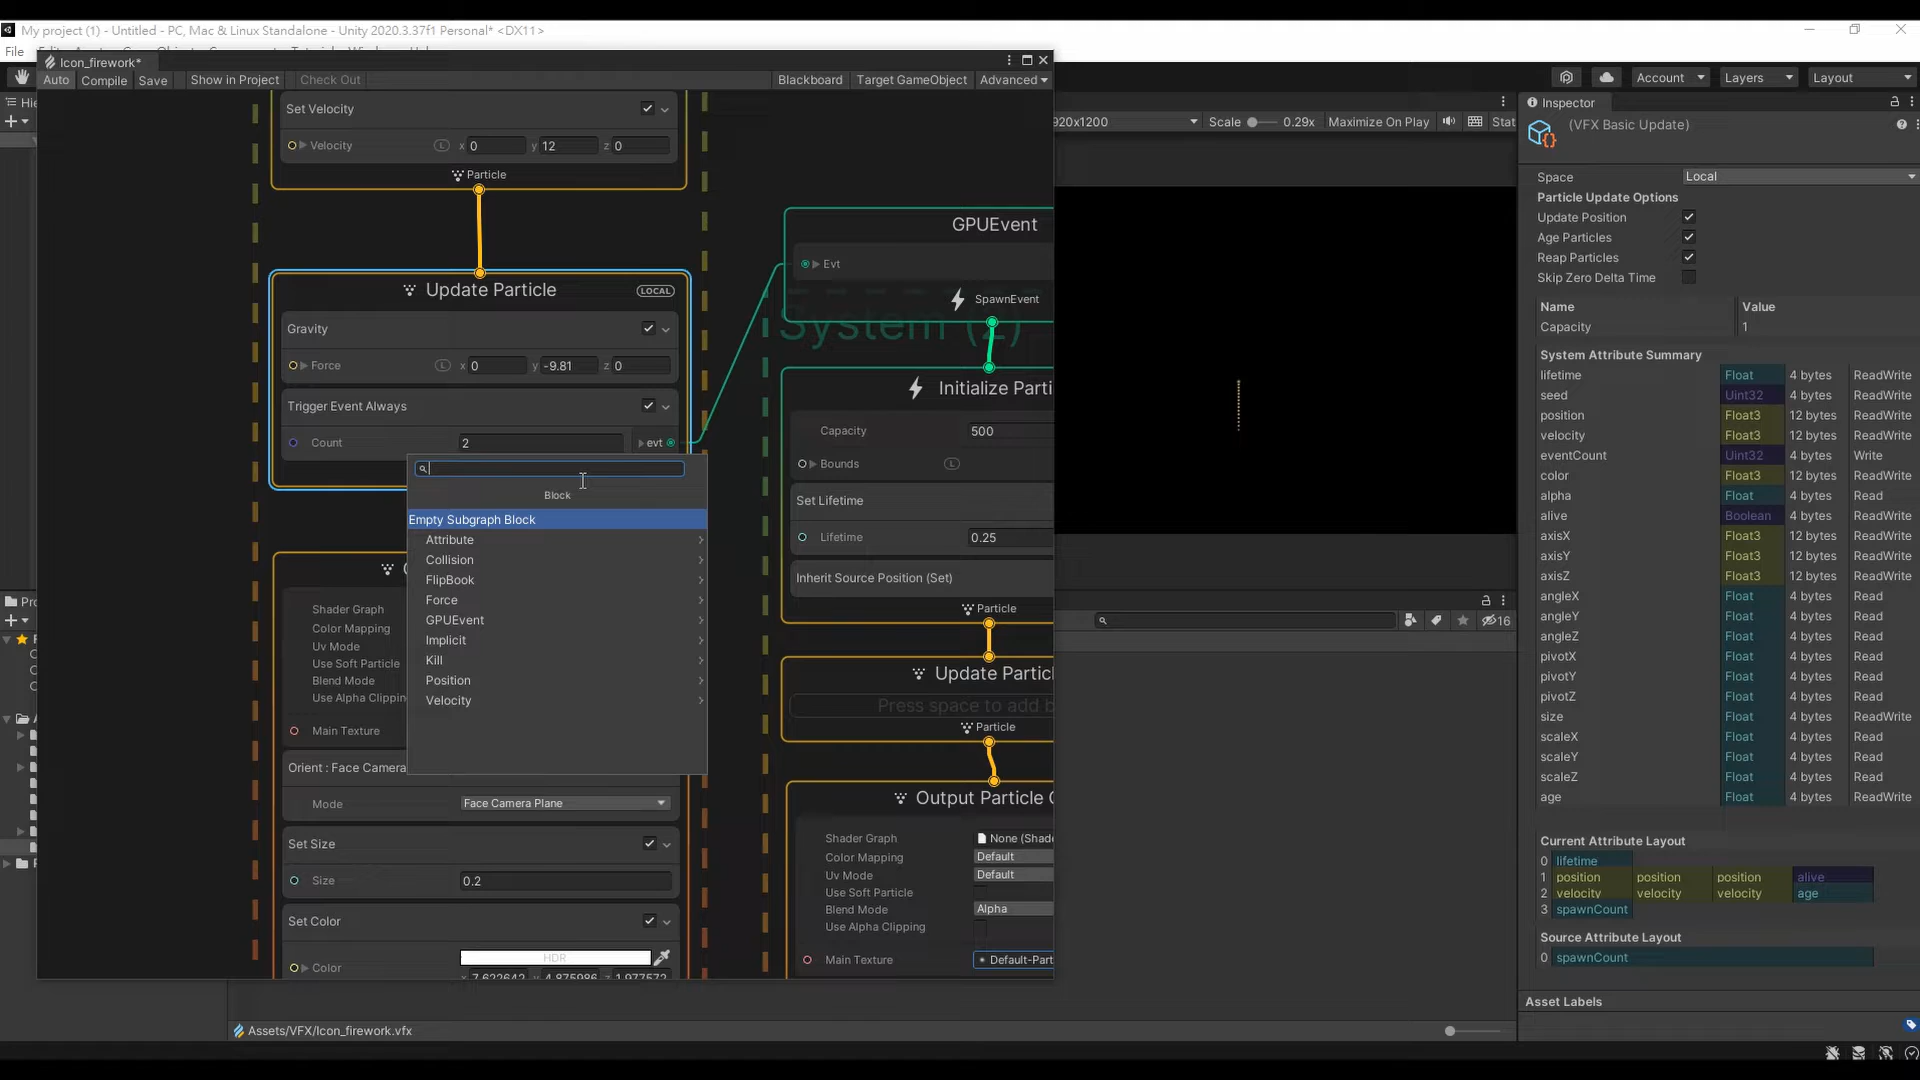 My project (1) - Untitled - PC, Mac & Linux Standalone - Unity 2020.3.37f1 Personal* <DX11>
File
Icon_firework*
Auto
Compile
Save
Show in Project
Check Out
Blackboard
Target GameObject
Advanced
Account
Layers
Layout
Set Velocity
Velocity
L
x 0
y 12
z 0
Particle
Update Particle
LOCAL
Gravity
Force
L
x 0
y -9.81
z 0
Trigger Event Always
Count
2
evt
Block
Empty Subgraph Block
Attribute
Collision
FlipBook
Force
GPUEvent
Implicit
Kill
Position
Velocity
Shader Graph
Color Mapping
Uv Mode
Use Soft Particle
Blend Mode
Use Alpha Clippin
Main Texture
Orient : Face Camera
Mode
Face Camera Plane
Set Size
Size
0.2
Set Color
Color
HDR
x 7.622642
y 4.875986
z 1.977572
GPUEvent
Evt
SpawnEvent
System (2)
Initialize Parti
Capacity
500
Bounds
L
Set Lifetime
Lifetime
0.25
Inherit Source Position (Set)
Particle
Update Partic
Press space to add b
Particle
Output Particle
Shader Graph
None (Shade
Color Mapping
Default
Uv Mode
Default
Use Soft Particle
Blend Mode
Alpha
Use Alpha Clipping
Main Texture
Default-Part
920x1200
Scale
0.29x
Maximize On Play
Stat
16
Assets/VFX/Icon_firework.vfx
Inspector
(VFX Basic Update)
Space
Local
Particle Update Options
Update Position
Age Particles
Reap Particles
Skip Zero Delta Time
Name Value
Capacity 1
System Attribute Summary
lifetime Float 4 bytes ReadWrite
seed Uint32 4 bytes ReadWrite
position Float3 12 bytes ReadWrite
velocity Float3 12 bytes ReadWrite
eventCount Uint32 4 bytes Write
color Float3 12 bytes ReadWrite
alpha Float 4 bytes Read
alive Boolean 4 bytes ReadWrite
axisX Float3 12 bytes ReadWrite
axisY Float3 12 bytes ReadWrite
axisZ Float3 12 bytes ReadWrite
angleX Float 4 bytes Read
angleY Float 4 bytes Read
angleZ Float 4 bytes Read
pivotX Float 4 bytes Read
pivotY Float 4 bytes Read
pivotZ Float 4 bytes Read
size Float 4 bytes ReadWrite
scaleX Float 4 bytes Read
scaleY Float 4 bytes Read
scaleZ Float 4 bytes Read
age Float 4 bytes ReadWrite
Current Attribute Layout
0 lifetime
1 position position position alive
2 velocity velocity velocity age
3 spawnCount
Source Attribute Layout
0 spawnCount
Asset Labels